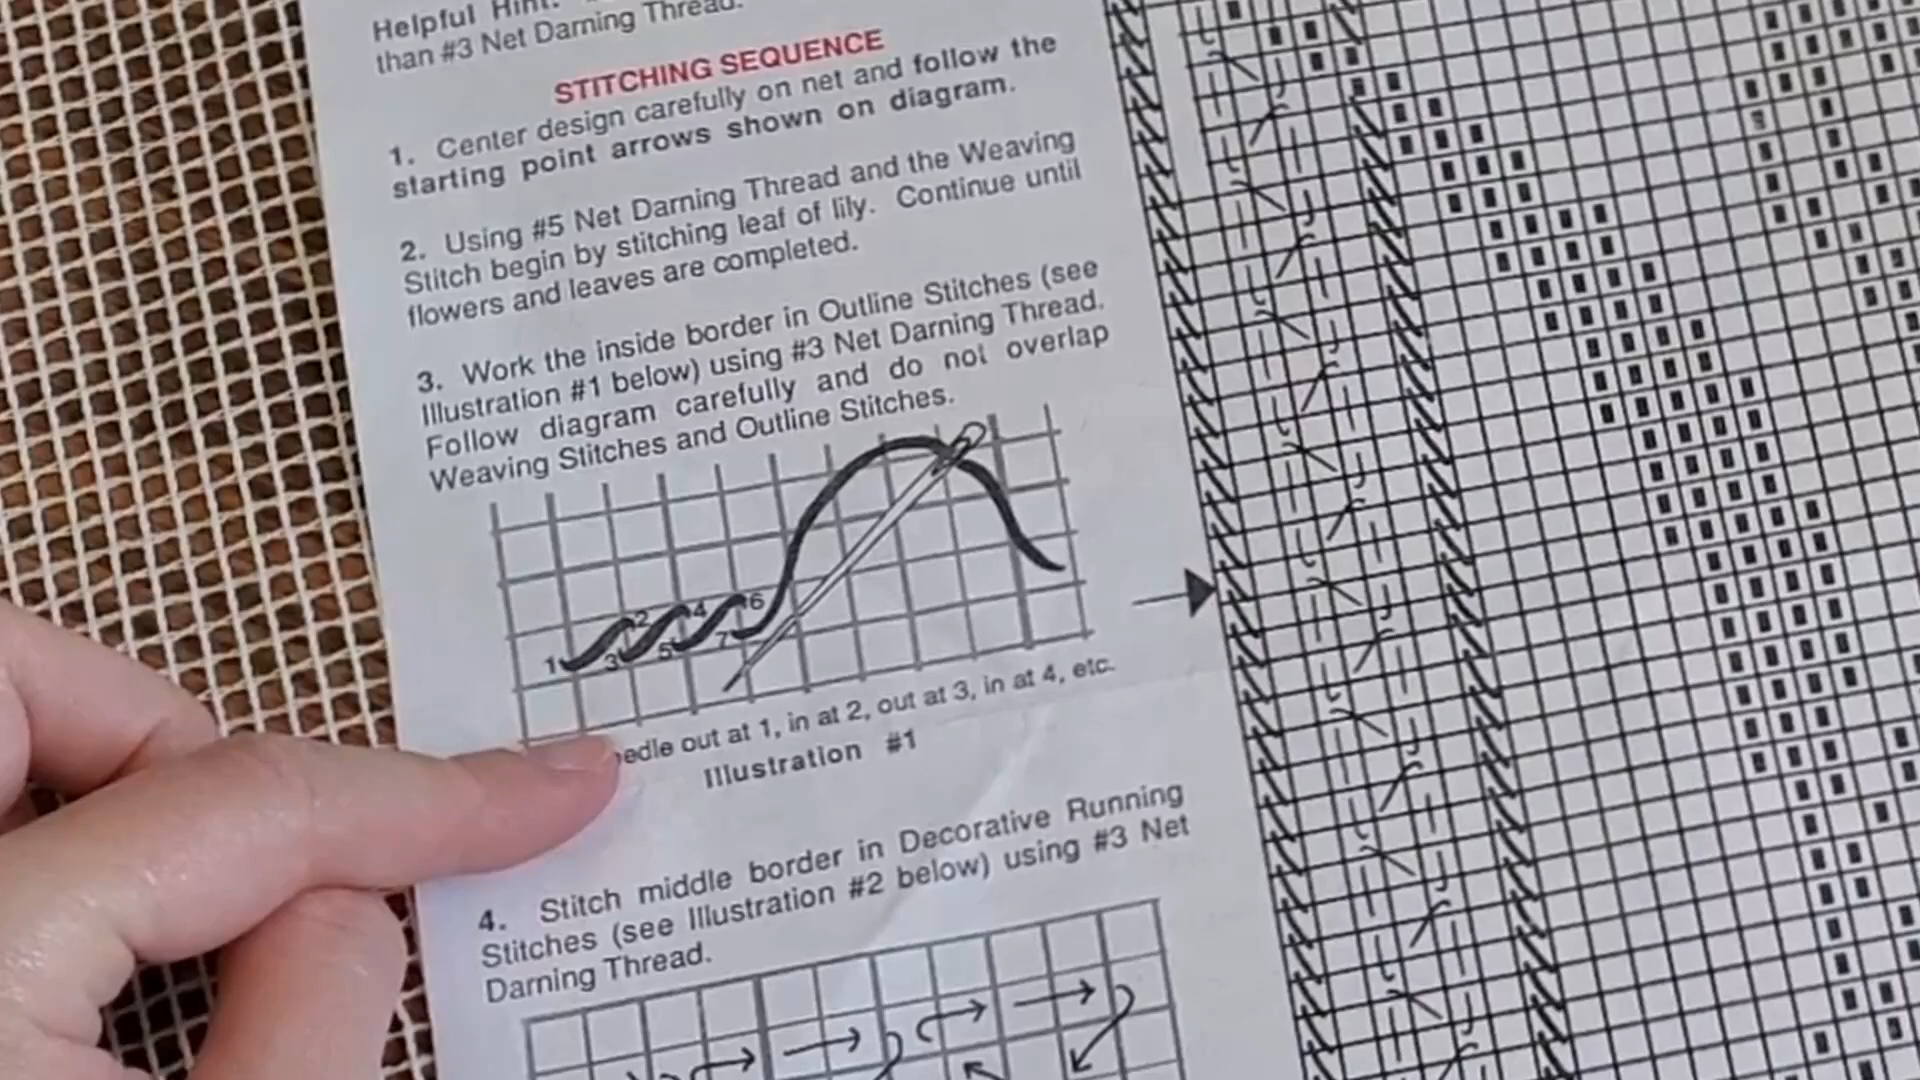 Helpful Hint:
than #3 Net Darning Thread.
STITCHING SEQUENCE
1. Center design carefully on net and follow the
starting point arrows shown on diagram.
2. Using #5 Net Darning Thread and the Weaving
Stitch begin by stitching leaf of lily. Continue until
flowers and leaves are completed.
3. Work the inside border in Outline Stitches (see
Illustration #1 below) using #3 Net Darning Thread.
Follow diagram carefully and do not overlap
Weaving Stitches and Outline Stitches.
1 2 3 4 5 6 7
out at 1, in at 2, out at 3, in at 4, etc.
Illustration #1
4. Stitch middle border in Decorative Running
Stitches (see Illustration #2 below) using #3 Net
Darning Thread.